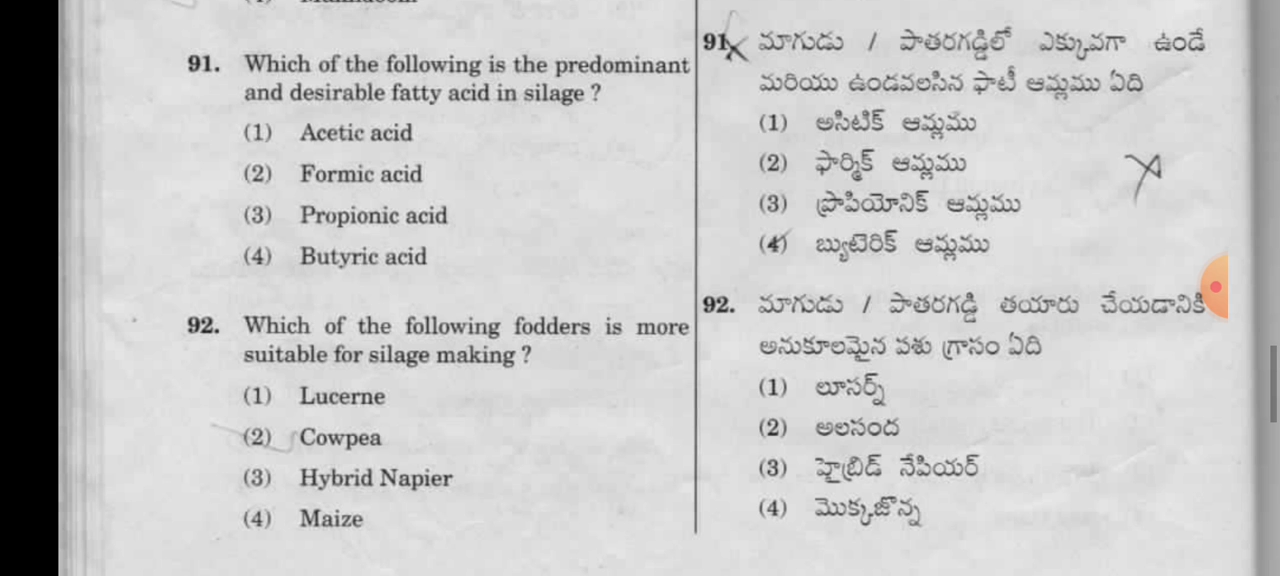 91. Which of the following is the predominant
and desirable fatty acid in silage ?
(1) Acetic acid
(2) Formic acid
(3) Propionic acid
(4) Butyric acid
92. Which of the following fodders is more
suitable for silage making ?
(1) Lucerne
(2) Cowpea
(3) Hybrid Napier
(4) Maize
91. మాగుడు / పాతరగడ్డిలో ఎక్కువగా ఉండే
మరియు ఉండవలసిన ఫాటీ ఆమ్లము ఏది
(1) అసిటిక్ ఆమ్లము
(2) ఫార్మిక్ ఆమ్లము
(3) ప్రొపియోనిక్ ఆమ్లము
(4) బ్యుటెరిక్ ఆమ్లము
92. మాగుడు / పాతరగడ్డి తయారు చేయడానికి
అనుకూలమైన పశు గ్రాసం ఏది
(1) లూసర్న్
(2) అలసంద
(3) హైబ్రిడ్ నేపియర్
(4) మొక్కజొన్న